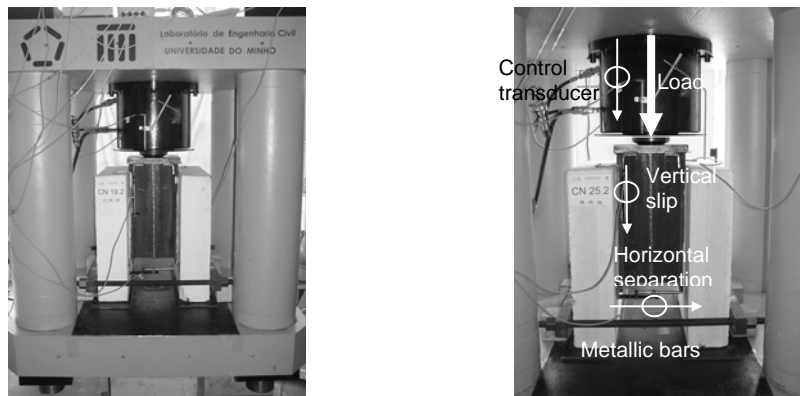 Laboratório de Engenharia Civil
UNIVERSIDADE DO MINHO
CN 19.2
Control
transducer
Load
CN 25.2
Vertical
slip
Horizontal
separation
Metallic bars